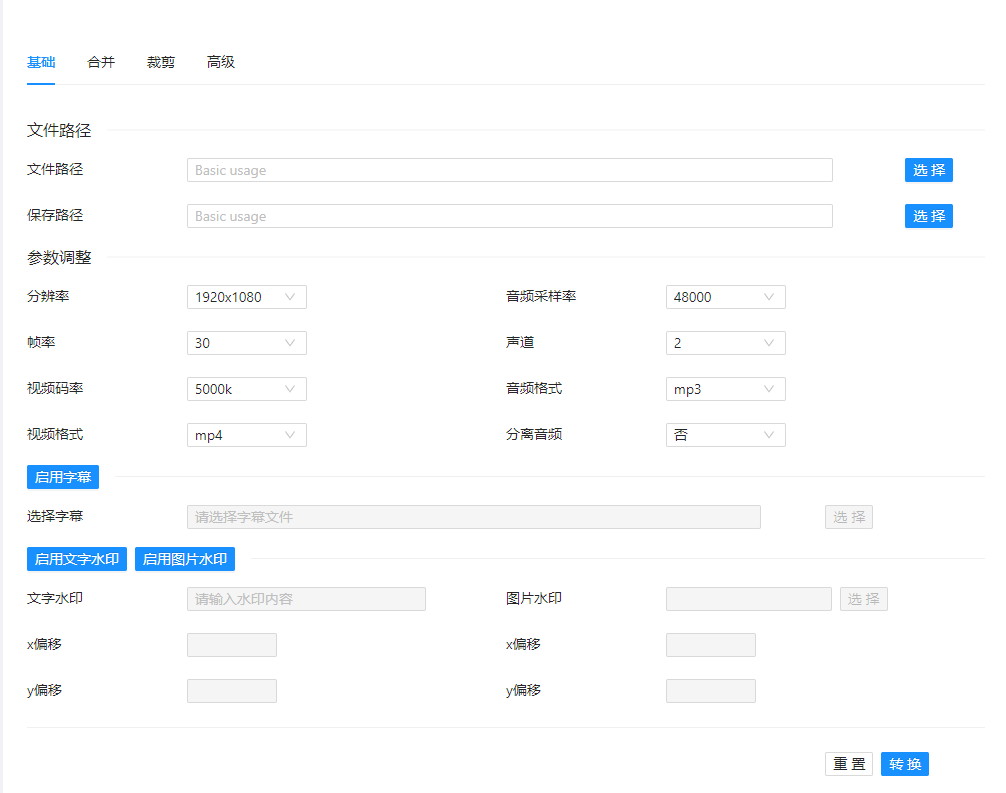 基础 合并 裁剪 高级
文件路径
文件路径 Basic usage 选 择
保存路径 Basic usage 选 择
参数调整
分辨率 1920x1080 音频采样率 48000
帧率 30 声道 2
视频码率 5000k 音频格式 mp3
视频格式 mp4 分离音频 否
启用字幕
选择字幕 请选择字幕文件 选 择
启用文字水印 启用图片水印
文字水印 请输入水印内容 图片水印 选 择
x偏移 x偏移
y偏移 y偏移
重 置 转 换